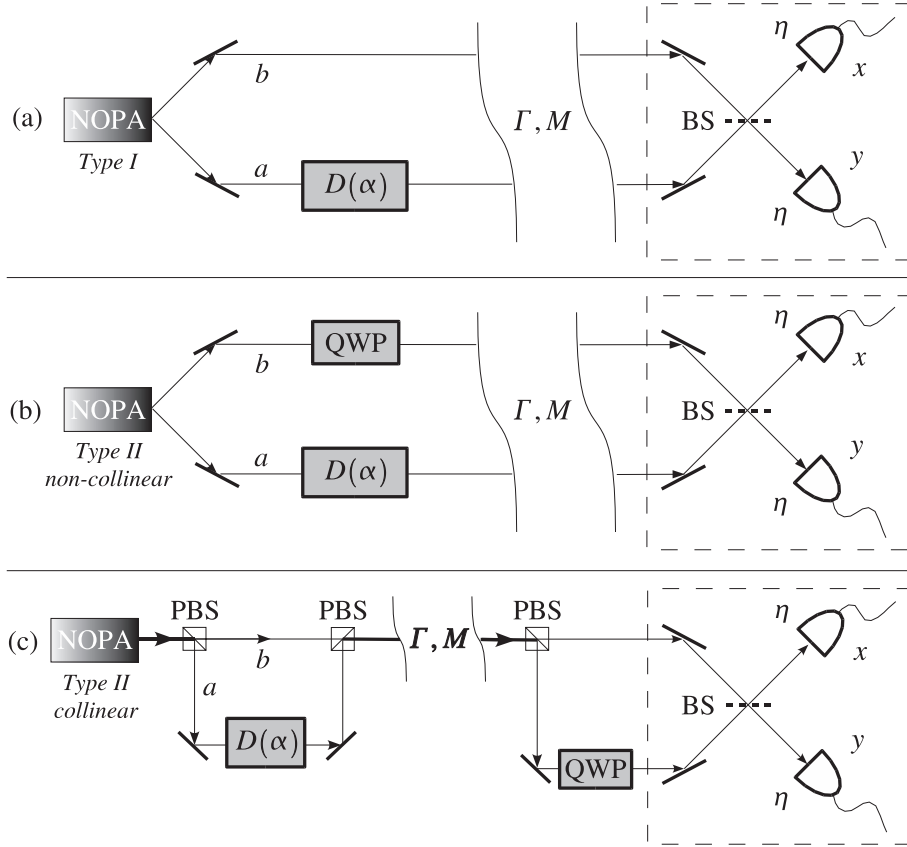 (a)
NOPA
Type I
b
a
D(α)
Γ, M
BS
η
x
y
η
(b)
NOPA
Type II
non-collinear
QWP
b
a
D(α)
Γ, M
BS
η
x
y
η
(c)
NOPA
Type II
collinear
PBS
PBS
PBS
b
a
D(α)
Γ, M
QWP
BS
η
x
y
η